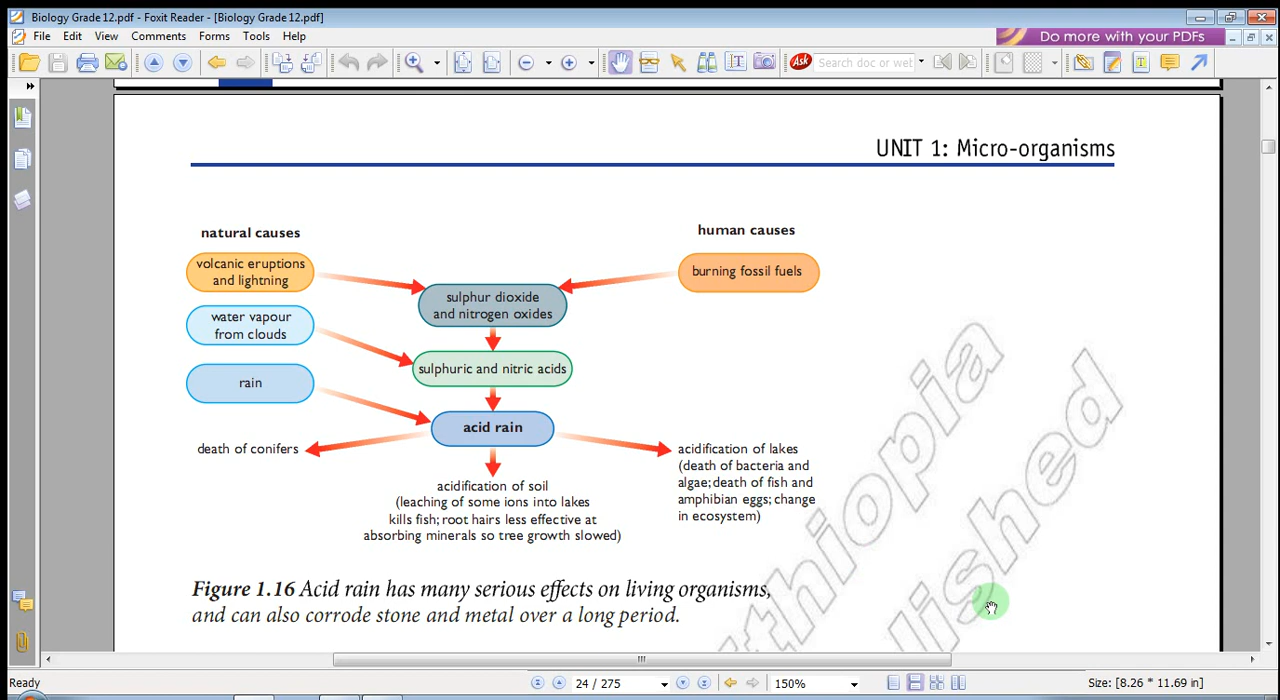 Biology Grade 12.pdf - Foxit Reader - [Biology Grade 12.pdf]
File Edit View Comments Forms Tools Help
Do more with your PDFs
Ask Search doc or web
UNIT 1: Micro-organisms
natural causes
human causes
volcanic eruptions
and lightning
burning fossil fuels
sulphur dioxide
and nitrogen oxides
water vapour
from clouds
sulphuric and nitric acids
rain
acid rain
death of conifers
acidification of soil
(leaching of some ions into lakes
kills fish; root hairs less effective at
absorbing minerals so tree growth slowed)
acidification of lakes
(death of bacteria and
algae; death of fish and
amphibian eggs; change
in ecosystem)
Figure 1.16 Acid rain has many serious effects on living organisms,
and can also corrode stone and metal over a long period.
Ready
24 / 275
150%
Size: [8.26 * 11.69 in]